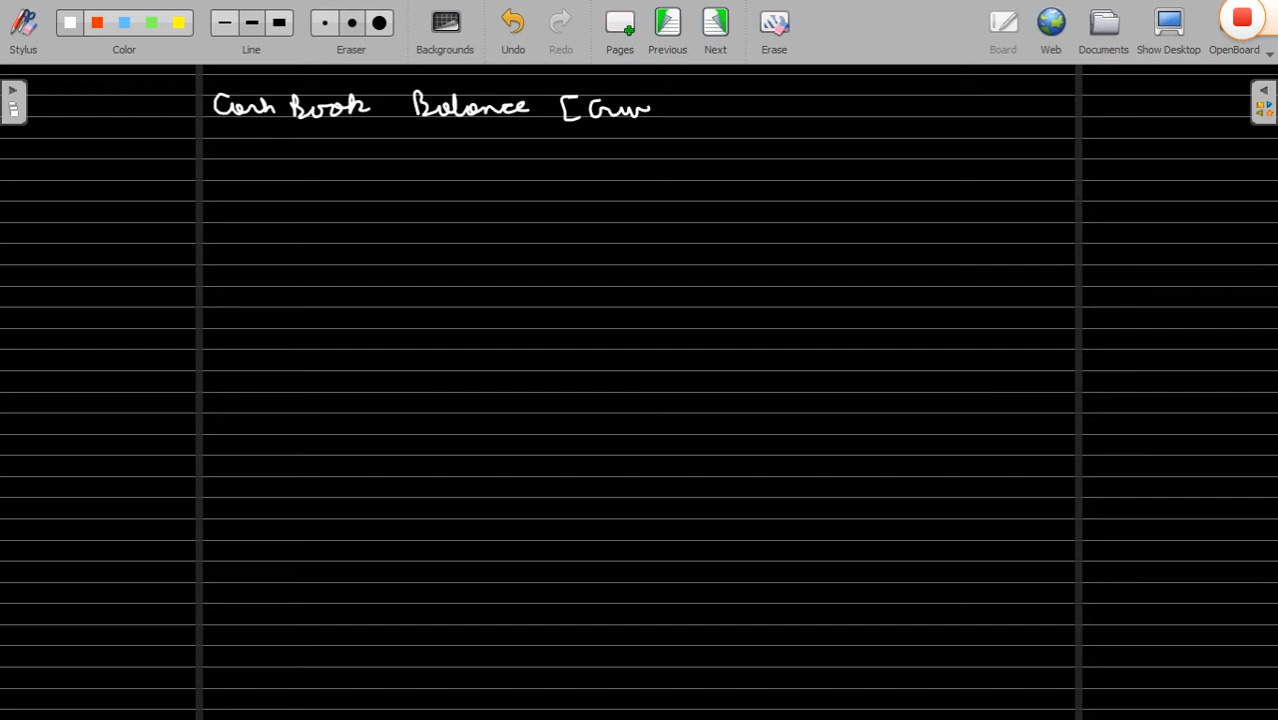 Stylus
Color
Line
Eraser
Backgrounds
Undo
Redo
Pages
Previous
Next
Erase
Board
Web
Documents
Show Desktop
OpenBoard
Cash Book Balance [